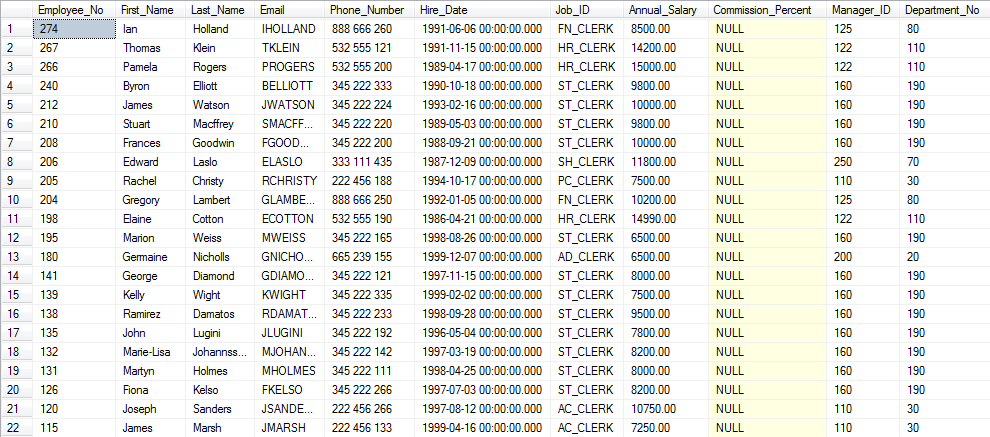 Employee_No First_Name Last_Name Email Phone_Number Hire_Date Job_ID Annual_Salary Commission_Percent Manager_ID Department_No
1 274 Ian Holland IHOLLAND 888 666 260 1991-06-06 00:00:00.000 FN_CLERK 8500.00 NULL 125 80
2 267 Thomas Klein TKLEIN 532 555 121 1991-11-15 00:00:00.000 HR_CLERK 14200.00 NULL 122 110
3 266 Pamela Rogers PROGERS 532 555 200 1989-04-17 00:00:00.000 HR_CLERK 15000.00 NULL 122 110
4 240 Byron Elliott BELLIOTT 345 222 333 1990-10-18 00:00:00.000 ST_CLERK 9800.00 NULL 160 190
5 212 James Watson JWATSON 345 222 224 1993-02-16 00:00:00.000 ST_CLERK 10000.00 NULL 160 190
6 210 Stuart Macffrey SMACFF... 345 222 220 1989-05-03 00:00:00.000 ST_CLERK 9800.00 NULL 160 190
7 208 Frances Goodwin FGOOD... 345 222 200 1988-09-21 00:00:00.000 ST_CLERK 10000.00 NULL 160 190
8 206 Edward Laslo ELASLO 333 111 435 1987-12-09 00:00:00.000 SH_CLERK 11800.00 NULL 250 70
9 205 Rachel Christy RCHRISTY 222 456 188 1994-10-17 00:00:00.000 PC_CLERK 7500.00 NULL 110 30
10 204 Gregory Lambert GLAMBE... 888 666 250 1992-01-05 00:00:00.000 FN_CLERK 10200.00 NULL 125 80
11 198 Elaine Cotton ECOTTON 532 555 190 1986-04-21 00:00:00.000 HR_CLERK 14990.00 NULL 122 110
12 195 Marion Weiss MWEISS 345 222 165 1998-08-26 00:00:00.000 ST_CLERK 6500.00 NULL 160 190
13 180 Germaine Nicholls GNICHO... 665 239 155 1999-12-07 00:00:00.000 AD_CLERK 6500.00 NULL 200 20
14 141 George Diamond GDIAMO... 345 222 121 1997-11-15 00:00:00.000 ST_CLERK 8000.00 NULL 160 190
15 139 Kelly Wight KWIGHT 345 222 335 1999-02-02 00:00:00.000 ST_CLERK 7500.00 NULL 160 190
16 138 Ramirez Damatos RDAMAT... 345 222 233 1998-09-28 00:00:00.000 ST_CLERK 9500.00 NULL 160 190
17 135 John Lugini JLUGINI 345 222 192 1996-05-04 00:00:00.000 ST_CLERK 7800.00 NULL 160 190
18 132 Marie-Lisa Johannss... MJOHAN... 345 222 142 1997-03-19 00:00:00.000 ST_CLERK 8200.00 NULL 160 190
19 131 Martyn Holmes MHOLMES 345 222 111 1998-04-25 00:00:00.000 ST_CLERK 8000.00 NULL 160 190
20 126 Fiona Kelso FKELSO 345 222 266 1997-07-03 00:00:00.000 ST_CLERK 8200.00 NULL 160 190
21 120 Joseph Sanders JSANDE... 222 456 266 1997-08-12 00:00:00.000 AC_CLERK 10750.00 NULL 110 30
22 115 James Marsh JMARSH 222 456 133 1999-04-16 00:00:00.000 AC_CLERK 7250.00 NULL 110 30